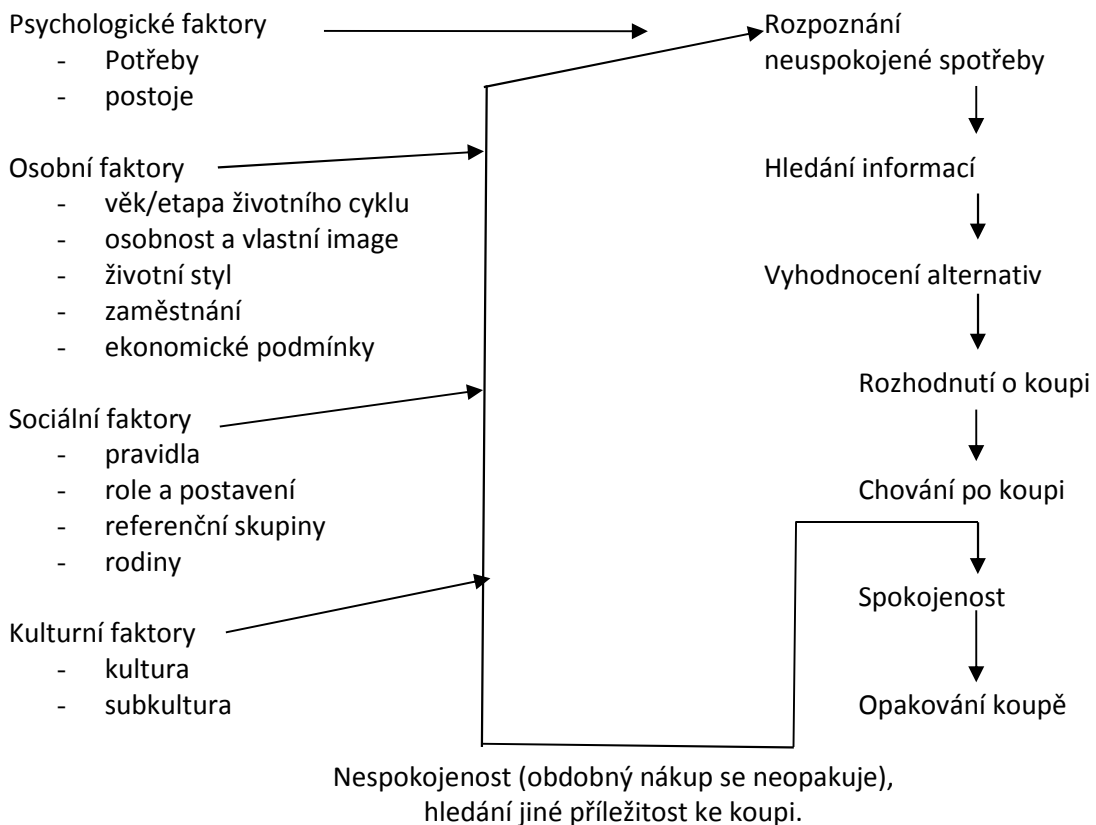 Psychologické faktory
- Potřeby
- postoje
Osobní faktory
- věk/etapa životního cyklu
- osobnost a vlastní image
- životní styl
- zaměstnání
- ekonomické podmínky
Sociální faktory
- pravidla
- role a postavení
- referenční skupiny
- rodiny
Kulturní faktory
- kultura
- subkultura
Rozpoznání
neuspokojené spotřeby
Hledání informací
Vyhodnocení alternativ
Rozhodnutí o koupi
Chování po koupi
Spokojenost
Opakování koupě
Nespokojenost (obdobný nákup se neopakuje),
hledání jiné příležitost ke koupi.